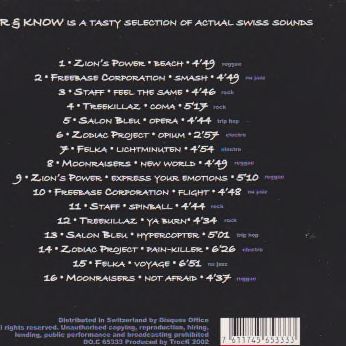 R & KNOW IS A TASTY SELECTION OF ACTUAL SWISS SOUNDS
1 • ZION'S POWER • BEACH • 4'49 reggae
2 • FREEBASE CORPORATION • SMASH • 4'49 nu jazz
3 • STAFF • FEEL THE SAME • 4'46 rock
4 • TREEKILLAZ • COMA • 5'17 rock
5 • SALON BLEU • OPERA • 4'44 trip hop
6 • ZODIAC PROJECT • OPIUM • 2'57 electro
7 • FELKA • LICHTMINUTEN • 4'54 electro
8 • MOONRAISERS • NEW WORLD • 4'49 reggae
9 • ZION'S POWER • EXPRESS YOUR EMOTIONS • 5'10 reggae
10 • FREEBASE CORPORATION • FLIGHT • 4'48 nu jazz
11 • STAFF • SPINBALL • 4'44 rock
12 • TREEKILLAZ • YA BURN' 4'34 rock
13 • SALON BLEU • HYPERCOPTER • 5'01 trip hop
14 • ZODIAC PROJECT • PAIN-KILLER • 6'26 electro
15 • FELKA • VOYAGE • 6'51 nu jazz
16 • MOONRAISERS • NOT AFRAID • 4'37 reggae
Distributed in Switzerland by Disques Office
l rights reserved. Unauthorised copying, reproduction, hiring,
lending, public performance and broadcasting prohibited
DO.C 65333 Produced by TrocK 2002
7 611745 653333